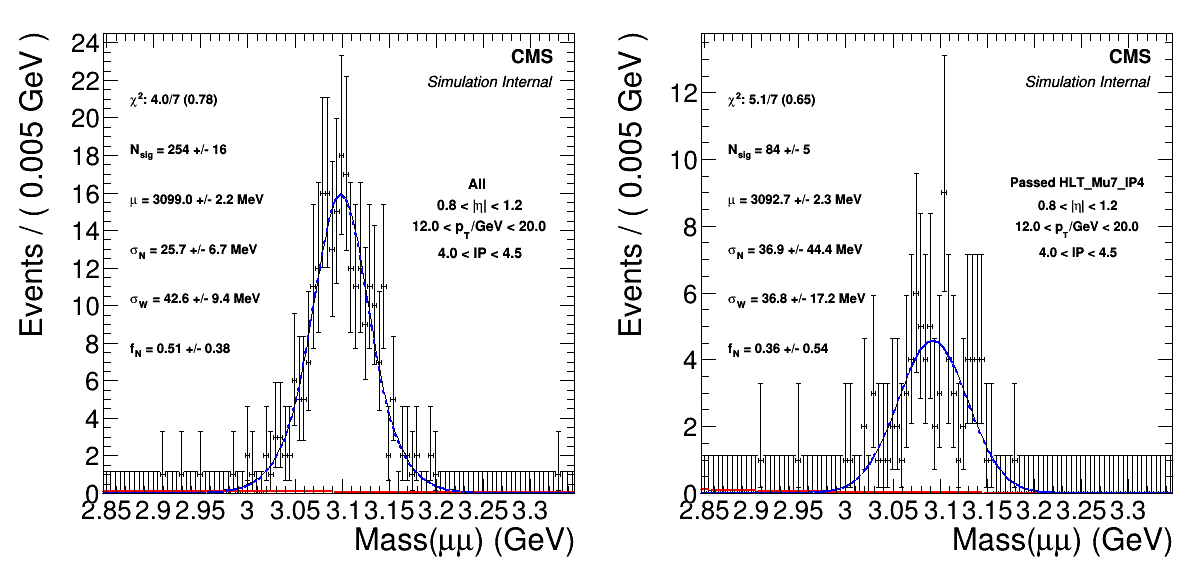 Events / ( 0.005 GeV )
24
22
20
18
16
14
12
10
8
6
4
2
0
CMS
Simulation Internal
χ²: 4.0/7 (0.78)
N_sig = 254 +/- 16
μ = 3099.0 +/- 2.2 MeV
σ_N = 25.7 +/- 6.7 MeV
σ_W = 42.6 +/- 9.4 MeV
f_N = 0.51 +/- 0.38
All
0.8 < |η| < 1.2
12.0 < p_T/GeV < 20.0
4.0 < IP < 4.5
2.85 2.9 2.95 3 3.05 3.1 3.15 3.2 3.25 3.3
Mass(μμ) (GeV)
Events / ( 0.005 GeV )
12
10
8
6
4
2
0
CMS
Simulation Internal
χ²: 5.1/7 (0.65)
N_sig = 84 +/- 5
μ = 3092.7 +/- 2.3 MeV
σ_N = 36.9 +/- 44.4 MeV
σ_W = 36.8 +/- 17.2 MeV
f_N = 0.36 +/- 0.54
Passed HLT_Mu7_IP4
0.8 < |η| < 1.2
12.0 < p_T/GeV < 20.0
4.0 < IP < 4.5
2.85 2.9 2.95 3 3.05 3.1 3.15 3.2 3.25 3.3
Mass(μμ) (GeV)